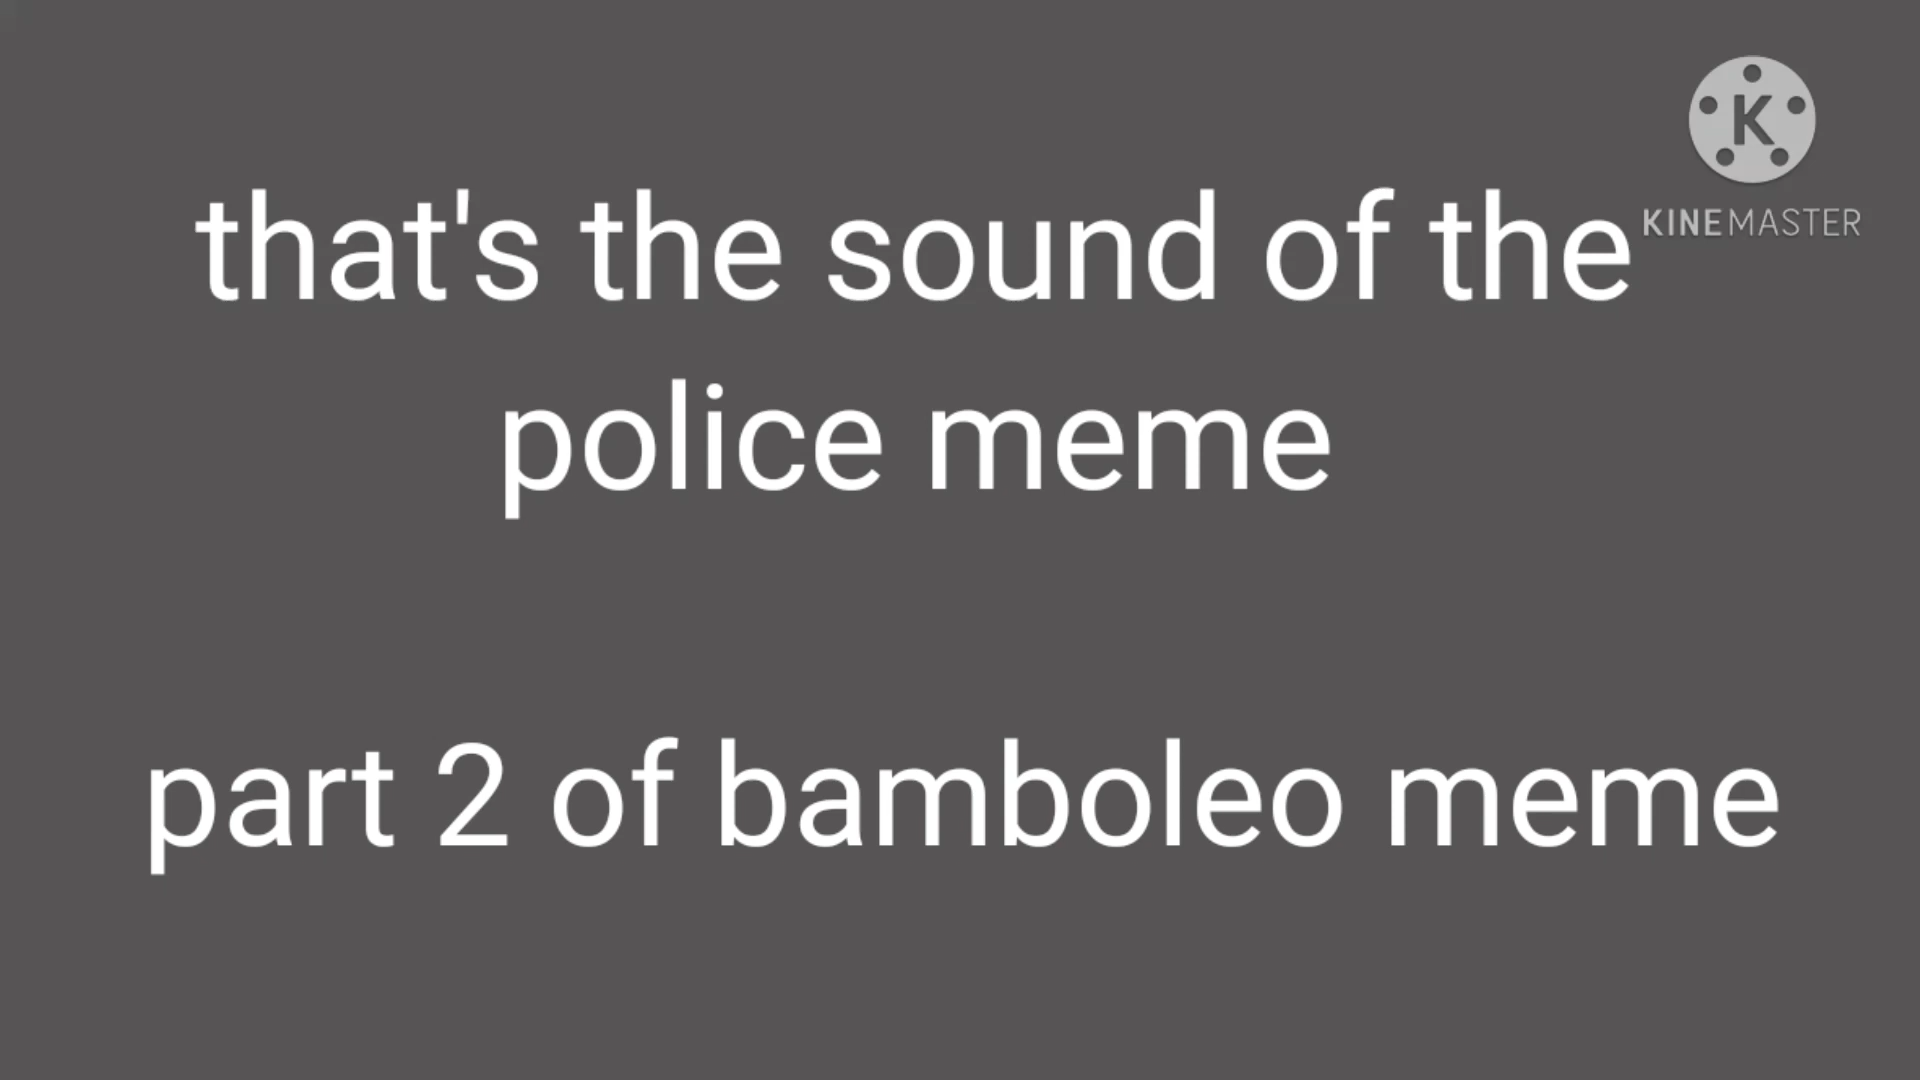 K
KINEMASTER
that's the sound of the
police meme
part 2 of bamboleo meme